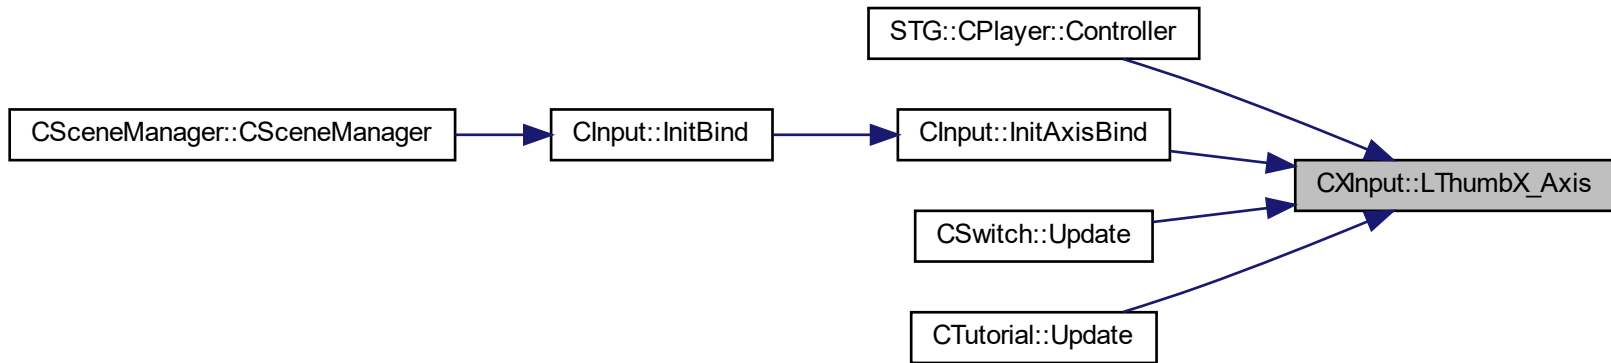 STG::CPlayer::Controller
CSceneManager::CSceneManager
CInput::InitBind
CInput::InitAxisBind
CXInput::LThumbX_Axis
CSwitch::Update
CTutorial::Update